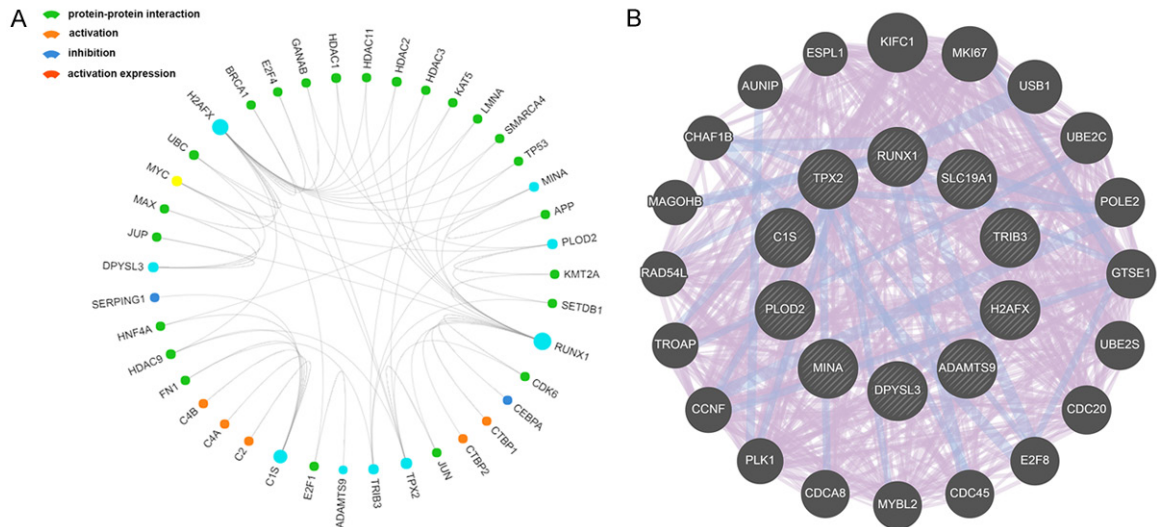 A
protein-protein interaction
activation
inhibition
activation expression
H2AFX
BRCA1
E2F4
GANAB
HDAC1
HDAC11
HDAC2
HDAC3
KAT5
LMNA
SMARCA4
TP53
MINA
APP
PLOD2
KMT2A
SETDB1
RUNX1
CDK6
CEBPA
CTBP1
CTBP2
JUN
TPX2
TRIB3
ADAMTS9
E2F1
C1S
C2
C4A
C4B
FN1
HDAC9
HNF4A
SERPING1
DPYSL3
JUP
MAX
MYC
UBC
B
KIFC1
MKI67
USB1
UBE2C
POLE2
GTSE1
UBE2S
CDC20
E2F8
CDC45
MYBL2
CDCA8
PLK1
CCNF
TROAP
RAD54L
MAGOHB
CHAF1B
AUNIP
ESPL1
RUNX1
SLC19A1
TRIB3
H2AFX
ADAMTS9
DPYSL3
MINA
PLOD2
C1S
TPX2